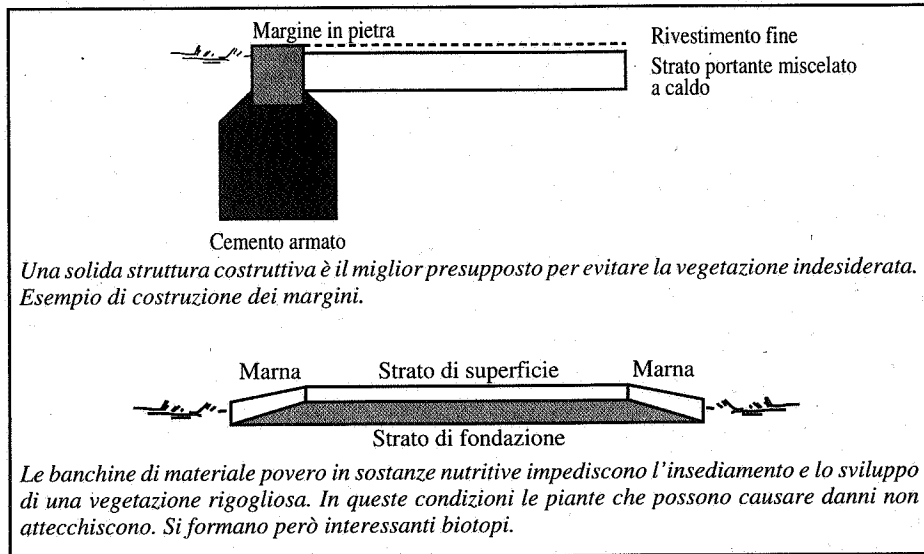 Margine in pietra
Rivestimento fine
Strato portante miscelato
a caldo
Cemento armato
Una solida struttura costruttiva è il miglior presupposto per evitare la vegetazione indesiderata.
Esempio di costruzione dei margini.
Marna
Strato di superficie
Marna
Strato di fondazione
Le banchine di materiale povero in sostanze nutritive impediscono l'insediamento e lo sviluppo
di una vegetazione rigogliosa. In queste condizioni le piante che possono causare danni non
attecchiscono. Si formano però interessanti biotopi.